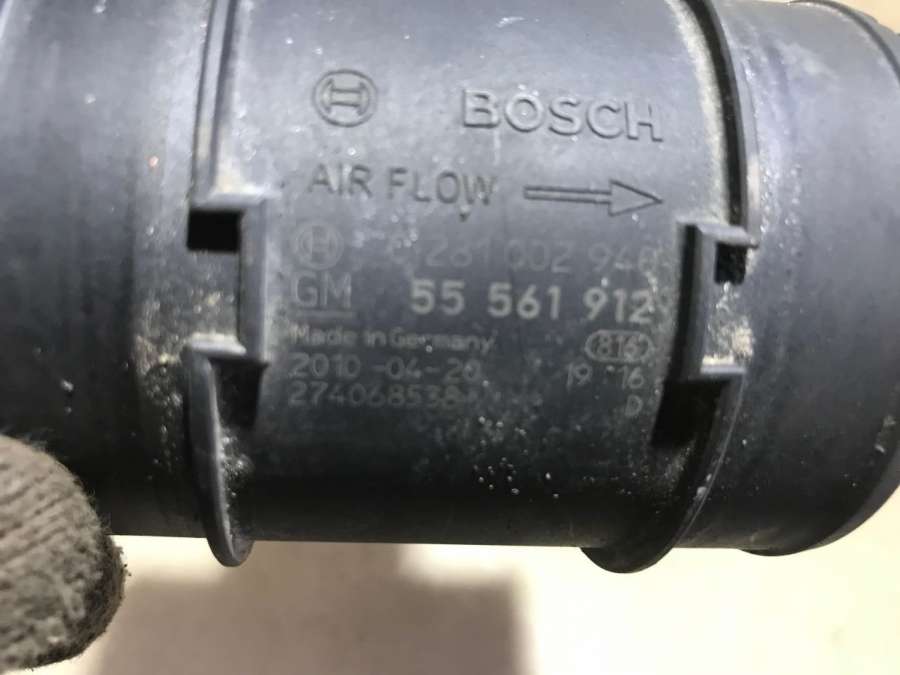 BOSCH
AIR FLOW
0 281 002 940
GM 55 561 912
Made in Germany 816
2010-04-20 19 16
274068538 D